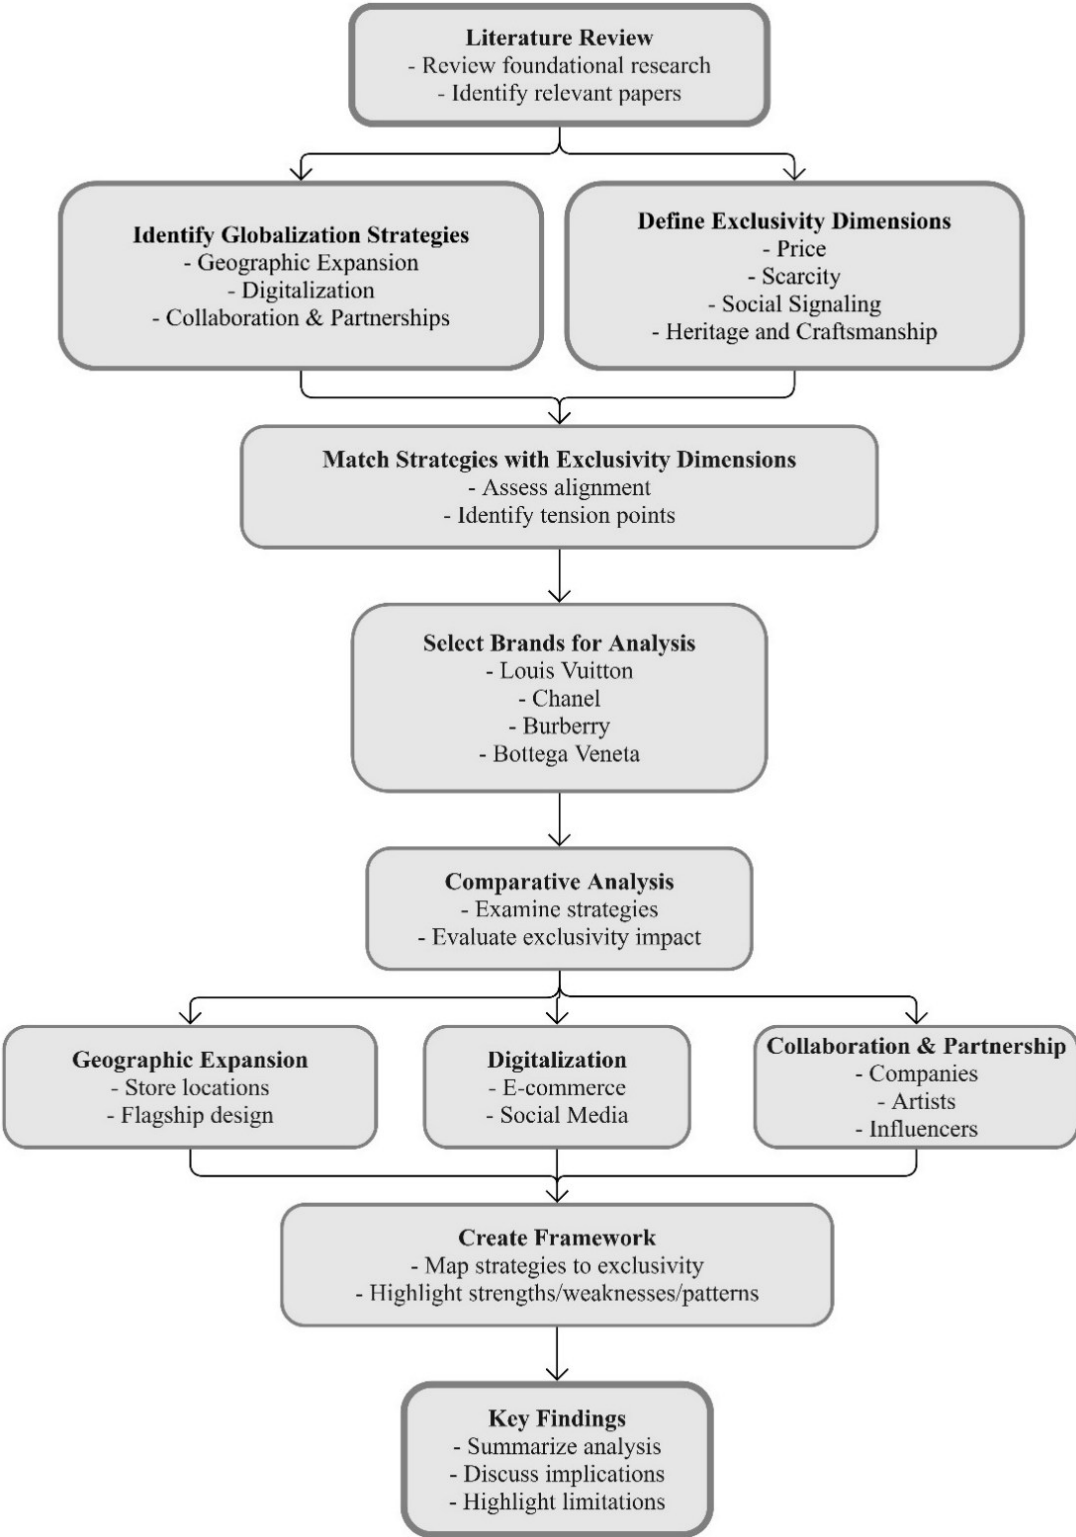 Literature Review
- Review foundational research
- Identify relevant papers
Identify Globalization Strategies
- Geographic Expansion
- Digitalization
- Collaboration & Partnerships
Define Exclusivity Dimensions
- Price
- Scarcity
- Social Signaling
- Heritage and Craftsmanship
Match Strategies with Exclusivity Dimensions
- Assess alignment
- Identify tension points
Select Brands for Analysis
- Louis Vuitton
- Chanel
- Burberry
- Bottega Veneta
Comparative Analysis
- Examine strategies
- Evaluate exclusivity impact
Geographic Expansion
- Store locations
- Flagship design
Digitalization
- E-commerce
- Social Media
Collaboration & Partnership
- Companies
- Artists
- Influencers
Create Framework
- Map strategies to exclusivity
- Highlight strengths/weaknesses/patterns
Key Findings
- Summarize analysis
- Discuss implications
- Highlight limitations